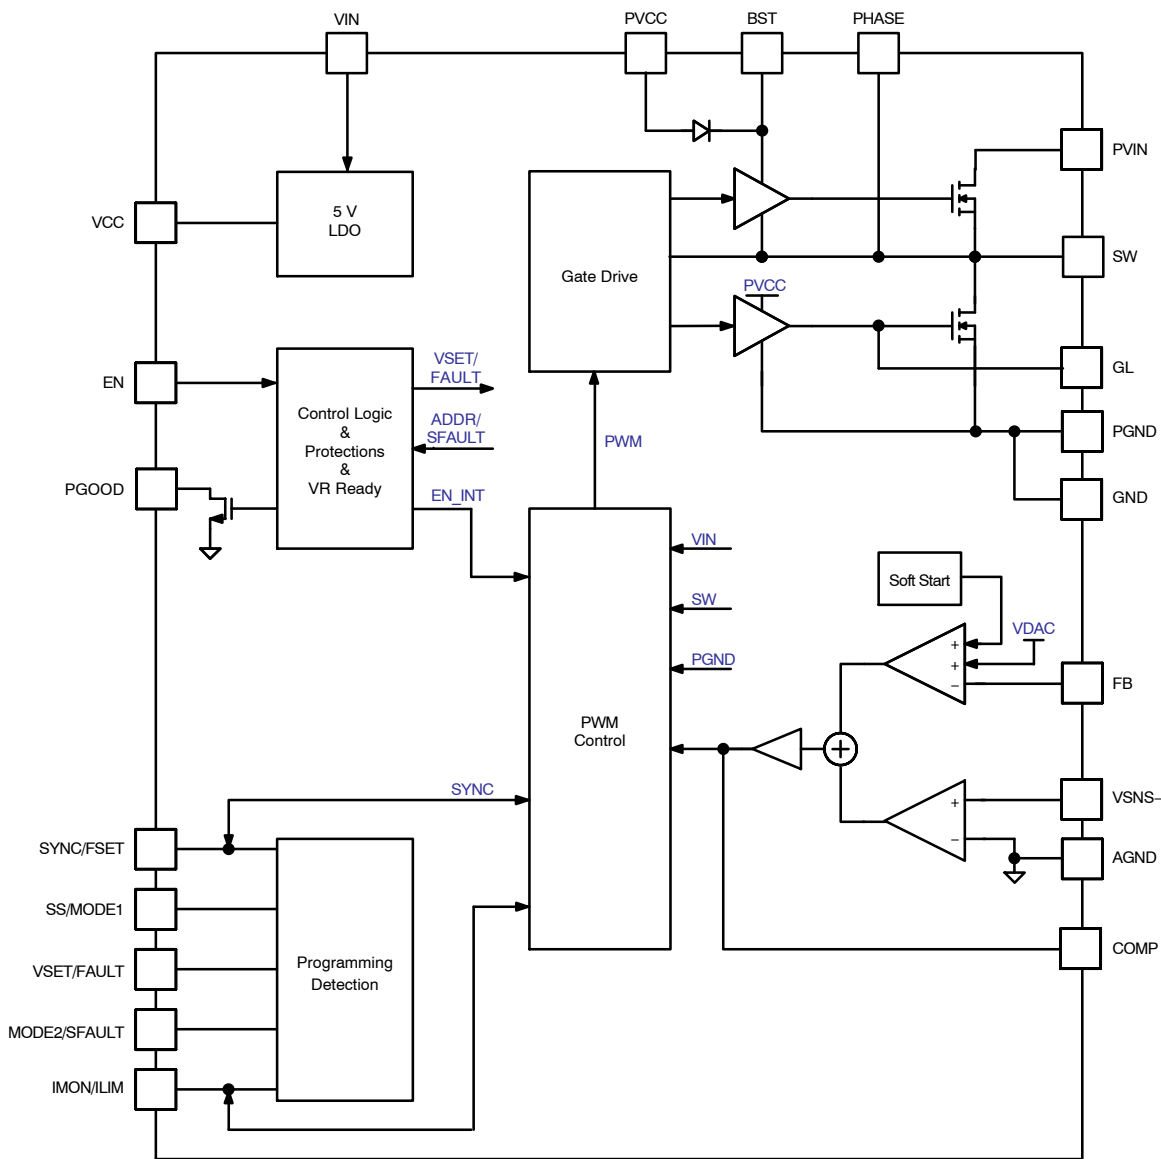 VIN
PVCC
BST
PHASE
PVIN
VCC
5 V
LDO
SW
Gate Drive
PVCC
EN
VSET/
FAULT
GL
Control Logic
&
Protections
&
VR Ready
ADDR/
SFAULT
PWM
PGND
PGOOD
EN_INT
GND
VIN
Soft Start
SW
VDAC
+
+
−
PGND
FB
PWM
Control
+
SYNC
+
−
VSNS–
SYNC/FSET
AGND
SS/MODE1
COMP
VSET/FAULT
Programming
Detection
MODE2/SFAULT
IMON/ILIM